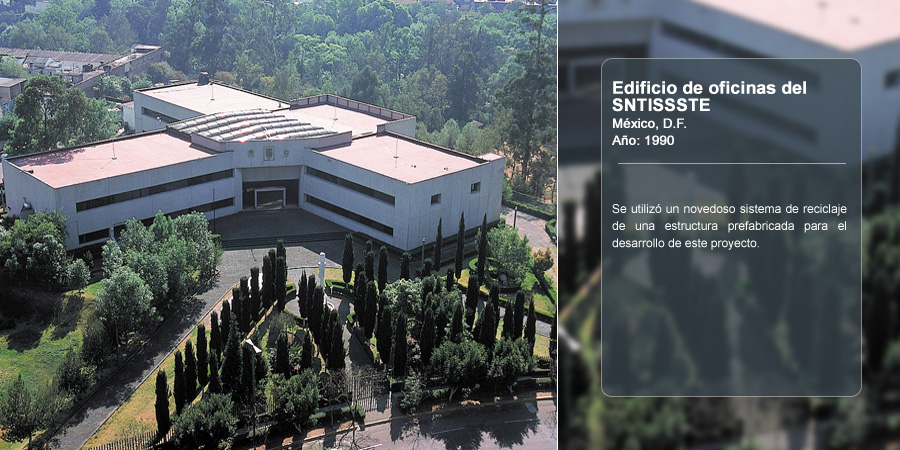 Edificio de oficinas del
SNTISSSTE
México, D.F.
Año: 1990
Se utilizó un novedoso sistema de reciclaje
de una estructura prefabricada para el
desarrollo de este proyecto.